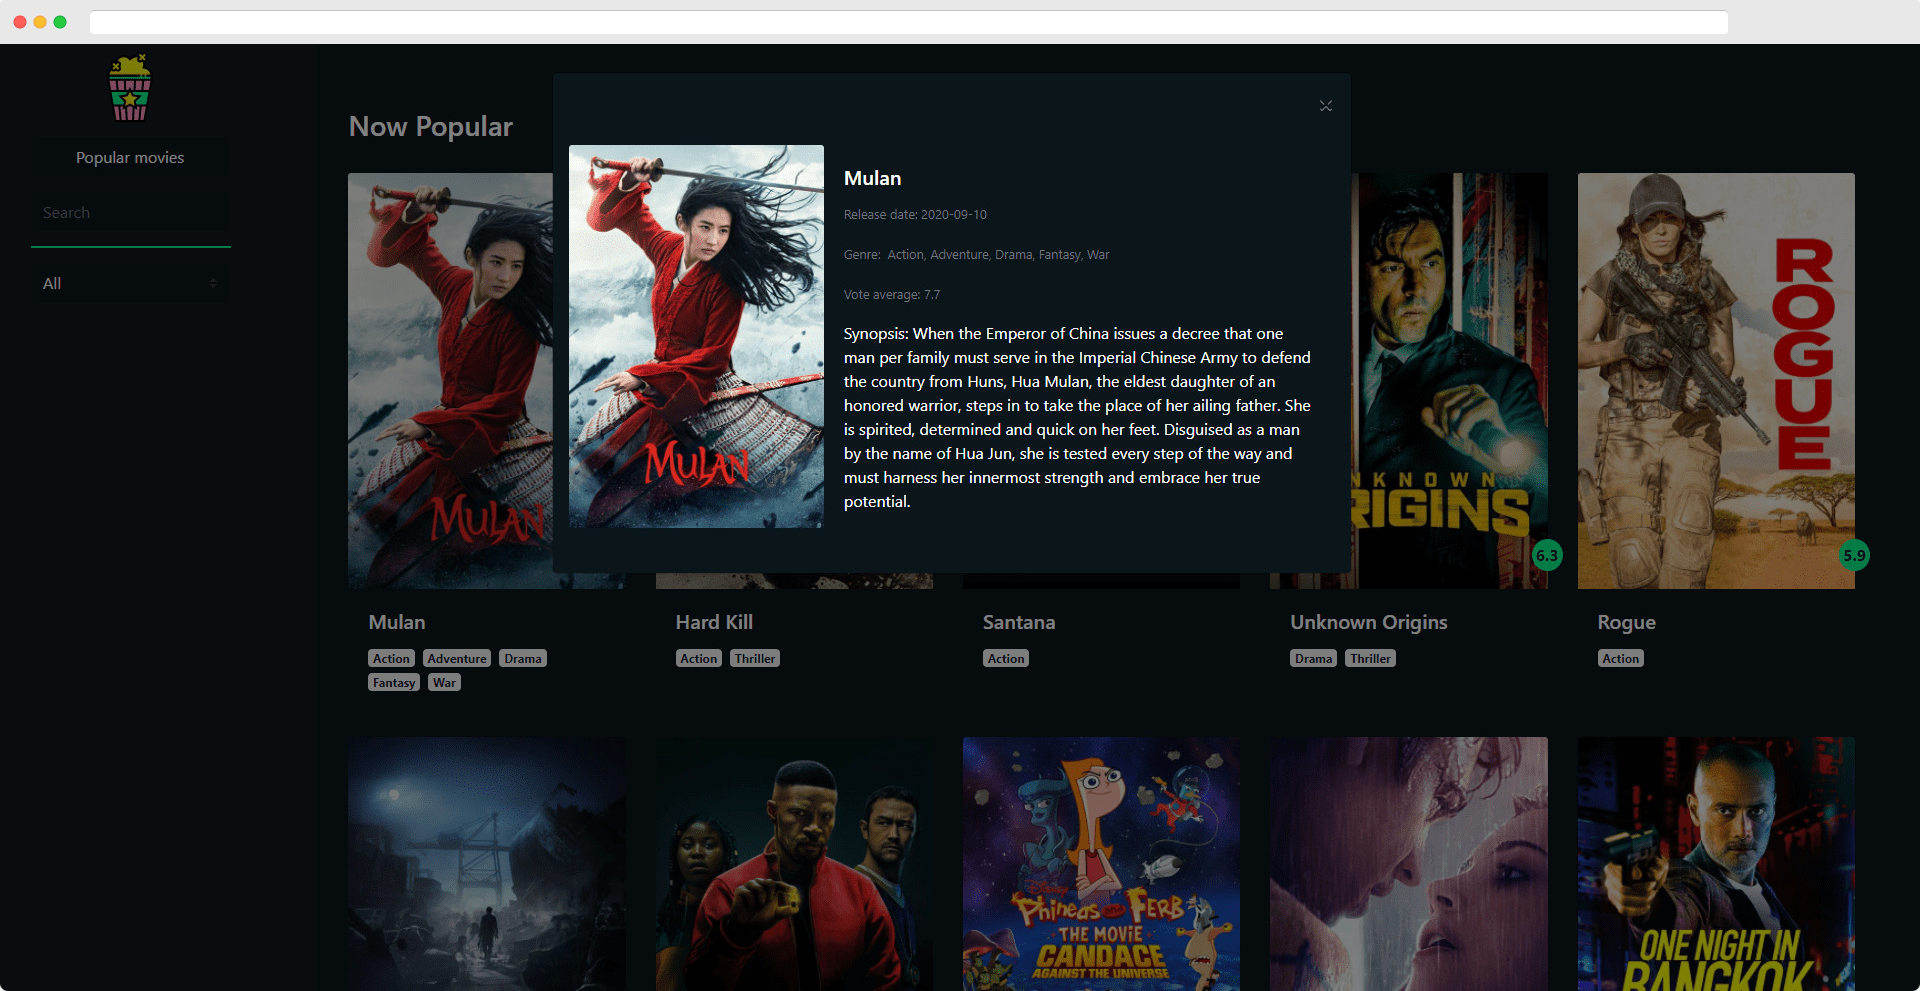 Popular movies
Search
All
Now Popular
Mulan
Release date: 2020-09-10
Genre: Action, Adventure, Drama, Fantasy, War
Vote average: 7.7
Synopsis: When the Emperor of China issues a decree that one
man per family must serve in the Imperial Chinese Army to defend
the country from Huns, Hua Mulan, the eldest daughter of an
honored warrior, steps in to take the place of her ailing father. She
is spirited, determined and quick on her feet. Disguised as a man
by the name of Hua Jun, she is tested every step of the way and
must harness her innermost strength and embrace her true
potential.
MULAN
MULAN
NKNOWN
RIGINS
6.3
ROGUE
5.9
Mulan
Action Adventure Drama
Fantasy War
Hard Kill
Action Thriller
Santana
Action
Unknown Origins
Drama Thriller
Rogue
Action
Disney
Phineas and Ferb
THE MOVIE
CANDACE
AGAINST THE UNIVERSE
ONE NIGHT IN
BANGKOK